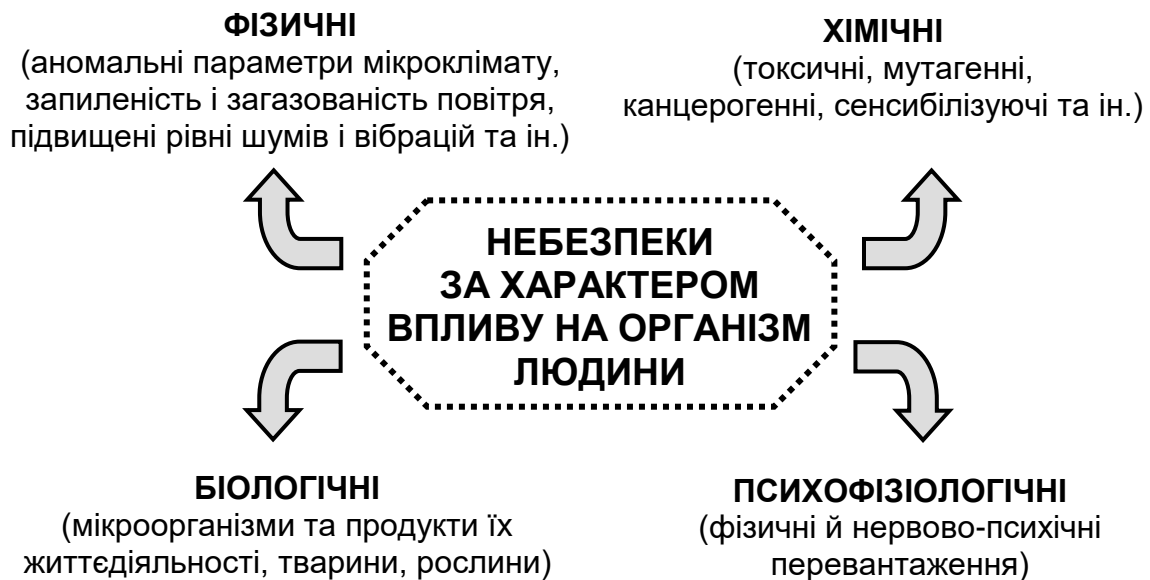 ФІЗИЧНІ
(аномальні параметри мікроклімату,
запиленість і загазованість повітря,
підвищені рівні шумів і вібрацій та ін.)
ХІМІЧНІ
(токсичні, мутагенні,
канцерогенні, сенсибілізуючі та ін.)
НЕБЕЗПЕКИ
ЗА ХАРАКТЕРОМ
ВПЛИВУ НА ОРГАНІЗМ
ЛЮДИНИ
БІОЛОГІЧНІ
(мікроорганізми та продукти їх
життєдіяльності, тварини, рослини)
ПСИХОФІЗІОЛОГІЧНІ
(фізичні й нервово-психічні
перевантаження)